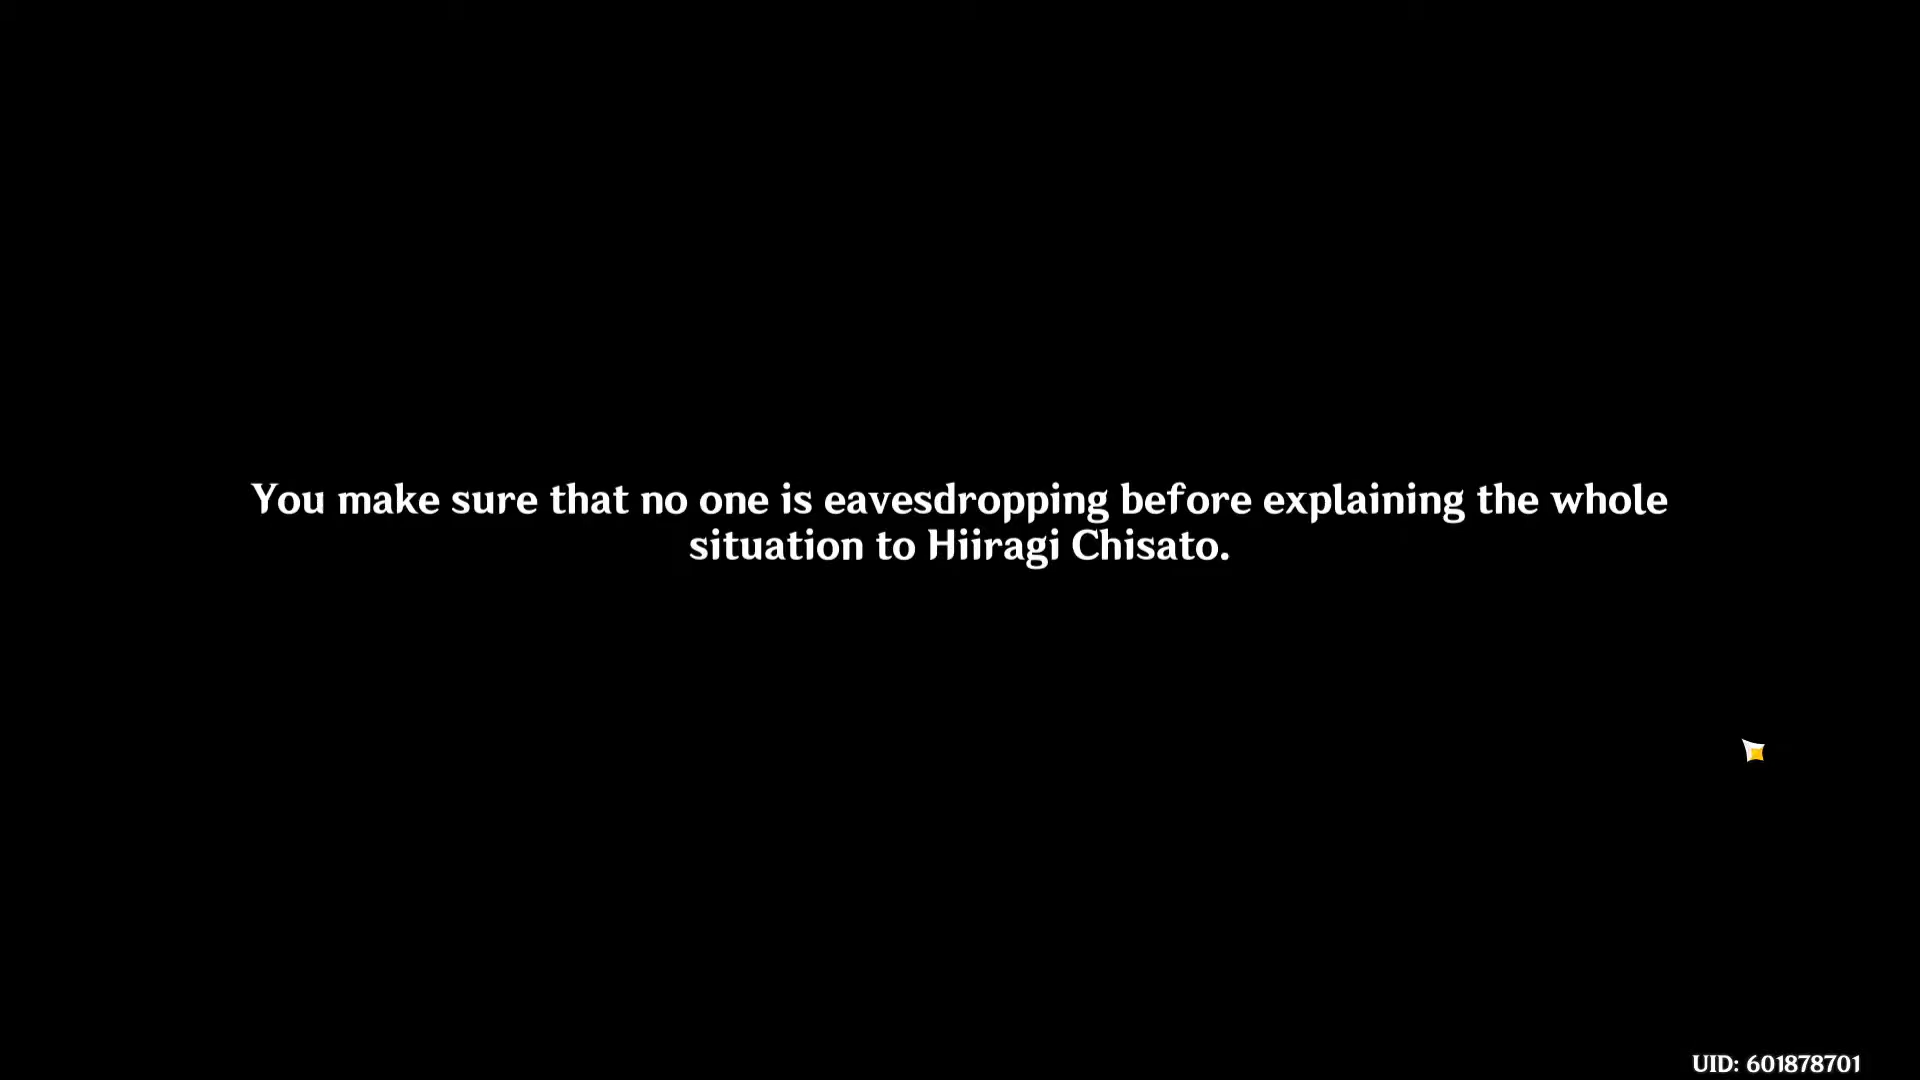 You make sure that no one is eavesdropping before explaining the whole
situation to Hiiragi Chisato.
UID: 601878701